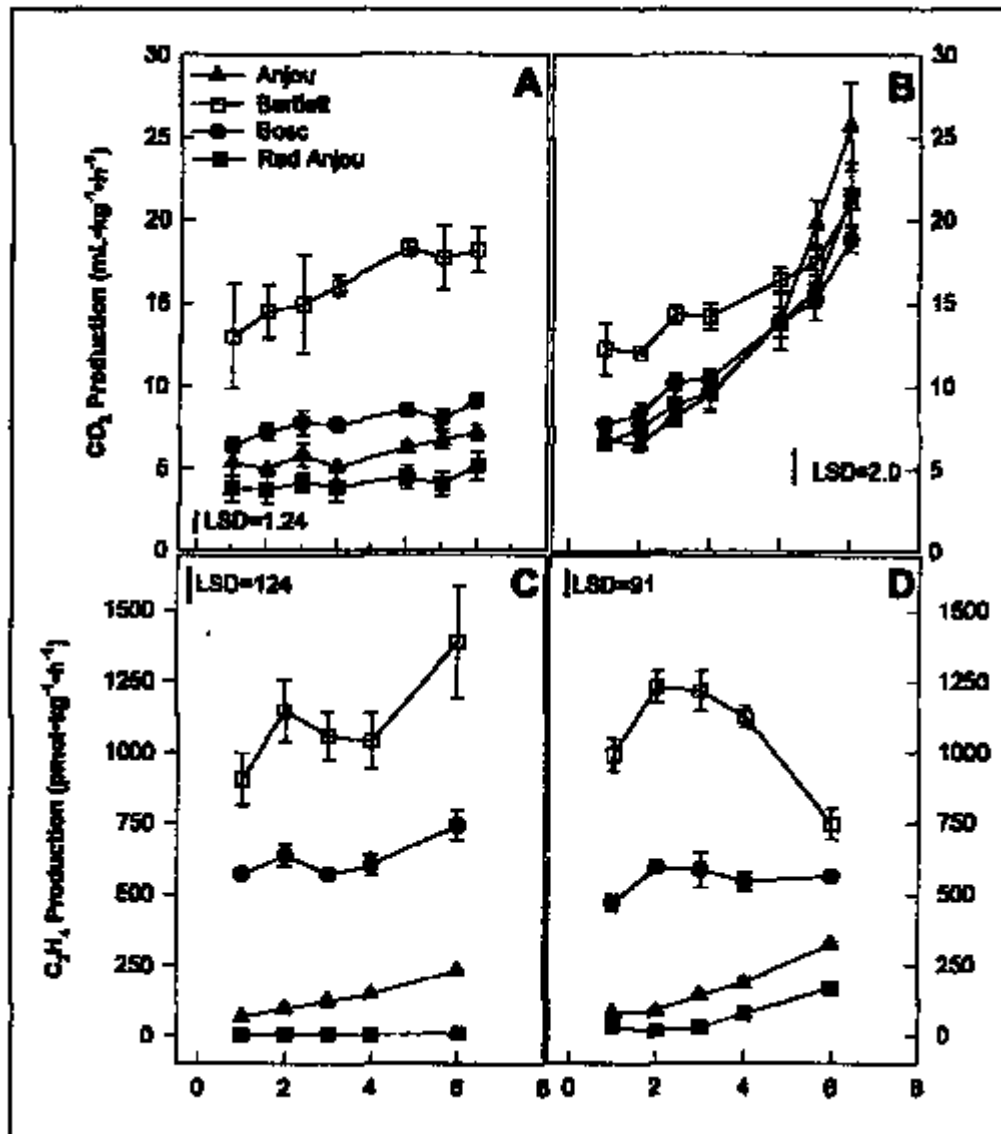 30
25
20
15
10
5
0
CO₂ Production (mL•kg⁻¹•h⁻¹)
Anjou
Bartlett
Bosc
Red Anjou
A
LSD=1.24
B
30
25
20
15
10
5
0
LSD=2.0
1500
1250
1000
750
500
250
0
C₂H₄ Production (pmol•kg⁻¹•h⁻¹)
LSD=124
C
0 2 4 6 8
LSD=91
D
1500
1250
1000
750
500
250
0
0 2 4 6 8